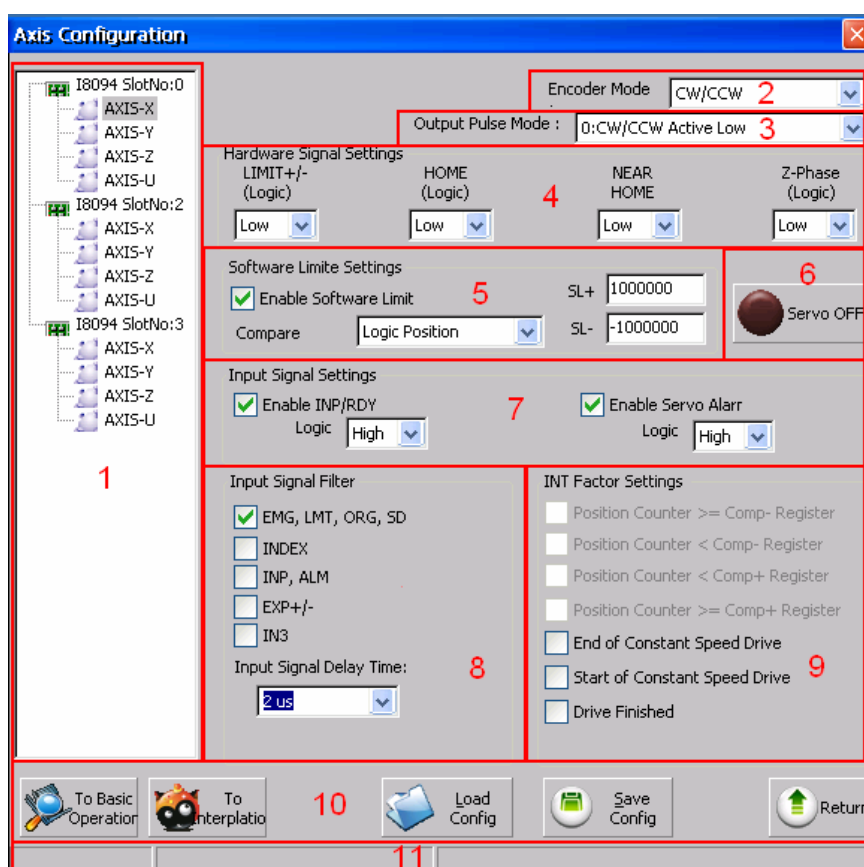 Axis Configuration
I8094 SlotNo:0
AXIS-X
AXIS-Y
AXIS-Z
AXIS-U
I8094 SlotNo:2
AXIS-X
AXIS-Y
AXIS-Z
AXIS-U
I8094 SlotNo:3
AXIS-X
AXIS-Y
AXIS-Z
AXIS-U
1
Encoder Mode CW/CCW 2
Output Pulse Mode : 0:CW/CCW Active Low 3
Hardware Signal Settings
LIMIT+/- HOME NEAR Z-Phase
(Logic) (Logic) HOME (Logic)
4
Low Low Low Low
Software Limite Settings
Enable Software Limit 5 SL+ 1000000
Compare Logic Position SL- -1000000
6
Servo OFF
Input Signal Settings
Enable INP/RDY 7 Enable Servo Alarr
Logic High Logic High
Input Signal Filter
EMG, LMT, ORG, SD
INDEX
INP, ALM
EXP+/-
IN3
Input Signal Delay Time:
8
2 us
INT Factor Settings
Position Counter >= Comp- Register
Position Counter < Comp- Register
Position Counter < Comp+ Register
Position Counter >= Comp+ Register
End of Constant Speed Drive
9
Start of Constant Speed Drive
Drive Finished
To Basic
Operation
To
Interplatio
10
Load
Config
Save
Config
Return
11